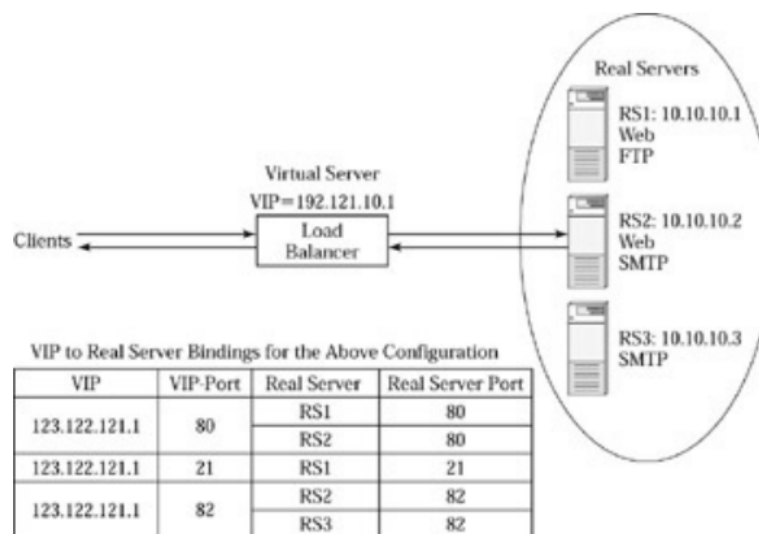 Real Servers
RS1: 10.10.10.1
Web
FTP
Virtual Server
VIP=192.121.10.1
Clients
Load
Balancer
RS2: 10.10.10.2
Web
SMTP
RS3: 10.10.10.3
SMTP
VIP to Real Server Bindings for the Above Configuration
VIP VIP-Port Real Server Real Server Port
123.122.121.1 80 RS1 80
RS2 80
123.122.121.1 21 RS1 21
123.122.121.1 82 RS2 82
RS3 82